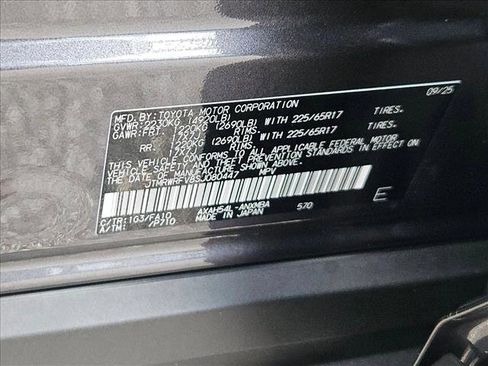 MFD.BY: TOYOTA MOTOR CORPORATION 09/25
GVWR: 2230KG (4920LB)
GAWR: FRT. 1220KG (2690LB) WITH 225/65R17 TIRES.
17X7J RIMS.
RR. 1220KG (2690LB) WITH 225/65R17 TIRES.
17X7J RIMS.
THIS VEHICLE CONFORMS TO ALL APPLICABLE FEDERAL MOTOR
VEHICLE SAFETY STANDARDS IN EFFECT
ON THE DATE OF MANUFACTURE SHOWN ABOVE.
MPV
C/TR: 1G3/FA10 AXAH54L-ANXMBA 570
A/TM: /P710 MADE IN JAPAN
E